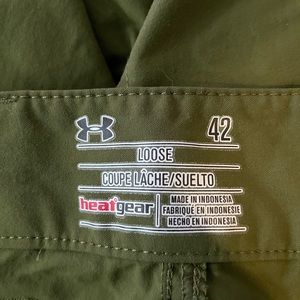 42
LOOSE
COUPE LÂCHE/SUELTO
heatgear
MADE IN INDONESIA
FABRIQUÉ EN INDONÉSIE
HECHO EN INDONESIA